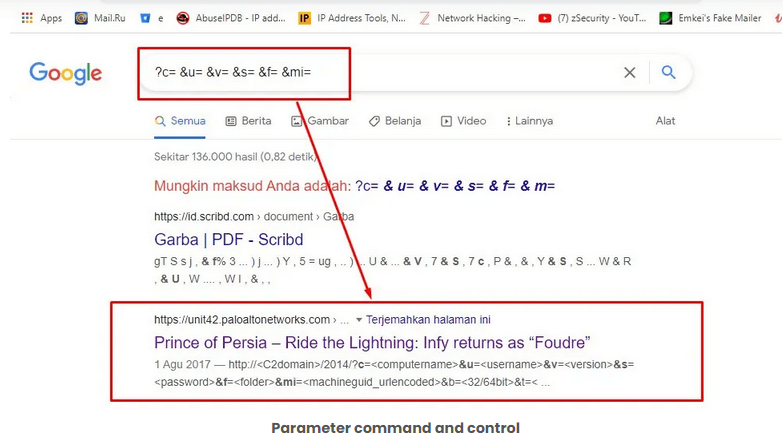 Apps Mail.Ru e AbuseIPDB - IP add... IP IP Address Tools, N... Network Hacking –... (7) zSecurity - YouT... Emkei's Fake Mailer
Google
?c= &u= &v= &s= &f= &mi=
Semua Berita Gambar Belanja Video Lainnya Alat
Sekitar 136.000 hasil (0,82 detik)
Mungkin maksud Anda adalah: ?c= & u= & v= & s= & f= & m=
https://id.scribd.com › document › Garba
Garba | PDF - Scribd
gT S s j , & f% 3 ... ) j ... ) Y , 5 = ug , .. ) .. U & ... & V , 7 & S , 7 c , P & , & , Y & S , S ... W & R
, & U , W .... , W I , & , ,
https://unit42.paloaltonetworks.com › ... Terjemahkan halaman ini
Prince of Persia – Ride the Lightning: Infy returns as “Foudre”
1 Agu 2017 — http://<C2domain>/2014/?c=<computername>&u=<username>&v=<version>&s=
<password>&f=<folder>&mi=<machineguid_urlencoded>&b=<32/64bit>&t=< ...
Parameter command and control